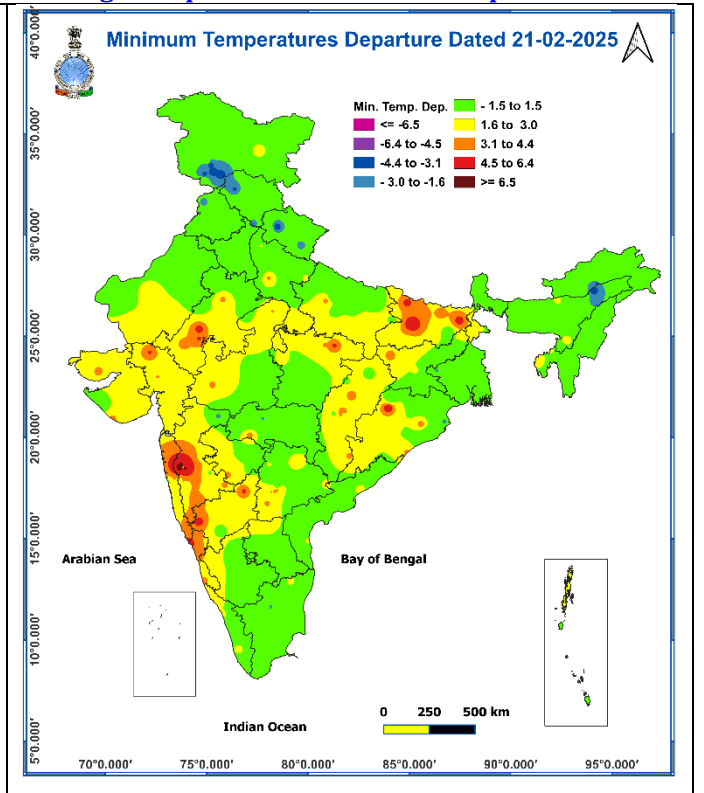 Minimum Temperatures Departure Dated 21-02-2025
Min. Temp. Dep.
<= -6.5
-6.4 to -4.5
-4.4 to -3.1
- 3.0 to -1.6
- 1.5 to 1.5
1.6 to 3.0
3.1 to 4.4
4.5 to 6.4
>= 6.5
40°0.000'
35°0.000'
30°0.000'
25°0.000'
20°0.000'
15°0.000'
10°0.000'
5°0.000'
Arabian Sea
Bay of Bengal
Indian Ocean
0 250 500 km
70°0.000' 75°0.000' 80°0.000' 85°0.000' 90°0.000' 95°0.000'